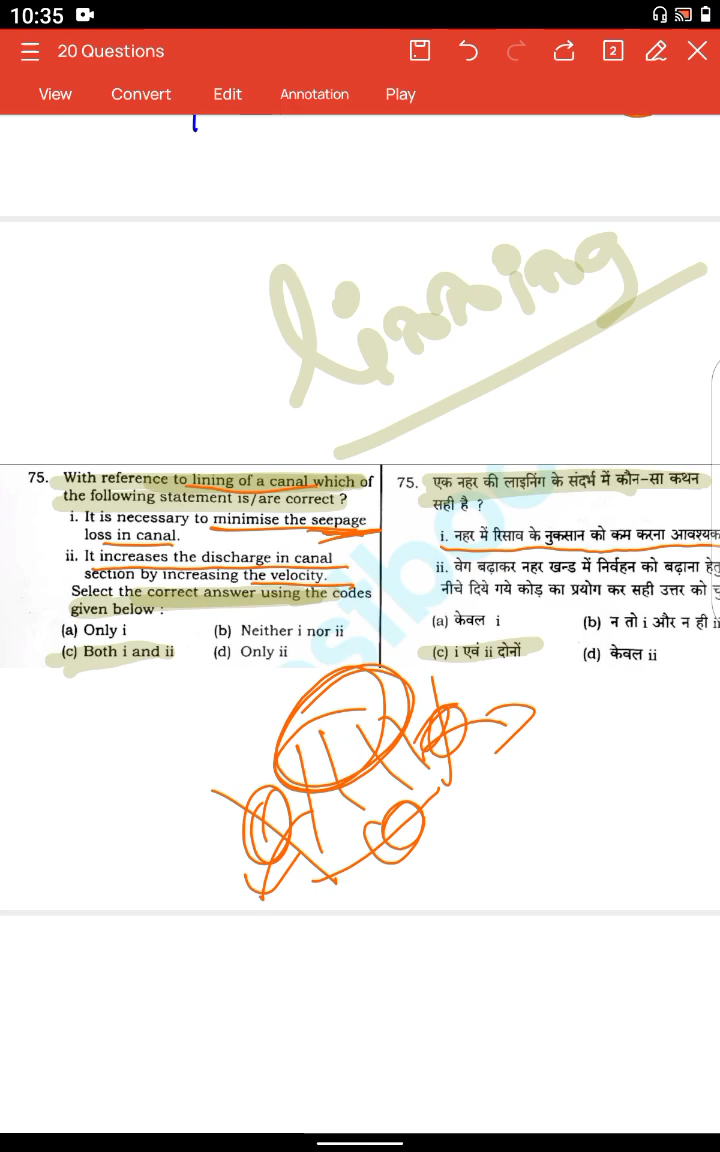 10:35
20 Questions
2
View Convert Edit Annotation Play
linning
75. With reference to lining of a canal which of
the following statement is/are correct ?
i. It is necessary to minimise the seepage
loss in canal.
ii. It increases the discharge in canal
section by increasing the velocity.
Select the correct answer using the codes
given below :
(a) Only i (b) Neither i nor ii
(c) Both i and ii (d) Only ii
75. एक नहर की लाइनिंग के संदर्भ में कौन-सा कथन
सही है ?
i. नहर में रिसाव के नुकसान को कम करना आवश्यक
ii. वेग बढ़ाकर नहर खन्ड में निर्वहन को बढ़ाना हेतु
नीचे दिये गये कोड़ का प्रयोग कर सही उत्तर को
(a) केवल i (b) न तो i और न ही ii
(c) i एवं ii दोनों (d) केवल ii